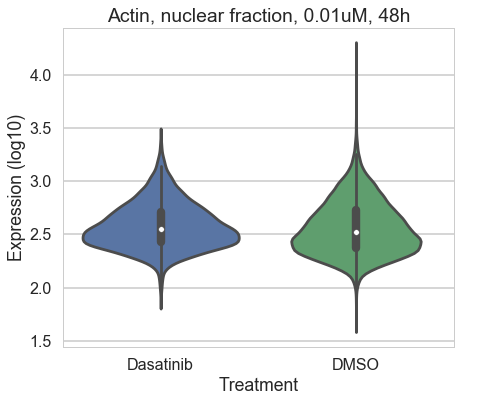 Actin, nuclear fraction, 0.01uM, 48h
Expression (log10)
4.0
3.5
3.0
2.5
2.0
1.5
Dasatinib DMSO
Treatment